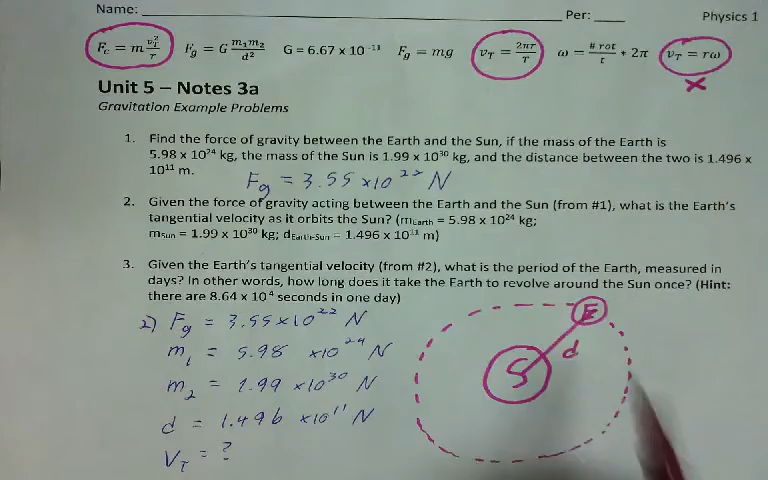 Name: Per: Physics 1
F_c = m v_T²/r F_g = G m₁m₂/d² G = 6.67 x 10⁻¹¹ F_g = mg v_T = 2πr/T ω = # rot/t * 2π v_T = rω
Unit 5 – Notes 3a
Gravitation Example Problems
1. Find the force of gravity between the Earth and the Sun, if the mass of the Earth is
5.98 x 10²⁴ kg, the mass of the Sun is 1.99 x 10³⁰ kg, and the distance between the two is 1.496 x
10¹¹ m.
F_g = 3.55 x10²² N
2. Given the force of gravity acting between the Earth and the Sun (from #1), what is the Earth's
tangential velocity as it orbits the Sun? (m_Earth = 5.98 x 10²⁴ kg;
m_Sun = 1.99 x 10³⁰ kg; d_Earth-Sun = 1.496 x 10¹¹ m)
3. Given the Earth's tangential velocity (from #2), what is the period of the Earth, measured in
days? In other words, how long does it take the Earth to revolve around the Sun once? (Hint:
there are 8.64 x 10⁴ seconds in one day)
2) F_g = 3.55x10²² N
m₁ = 5.98 x10²⁴ N
m₂ = 1.99 x10³⁰ N
d = 1.496 x10¹¹ N
V_T = ?
E
d
S